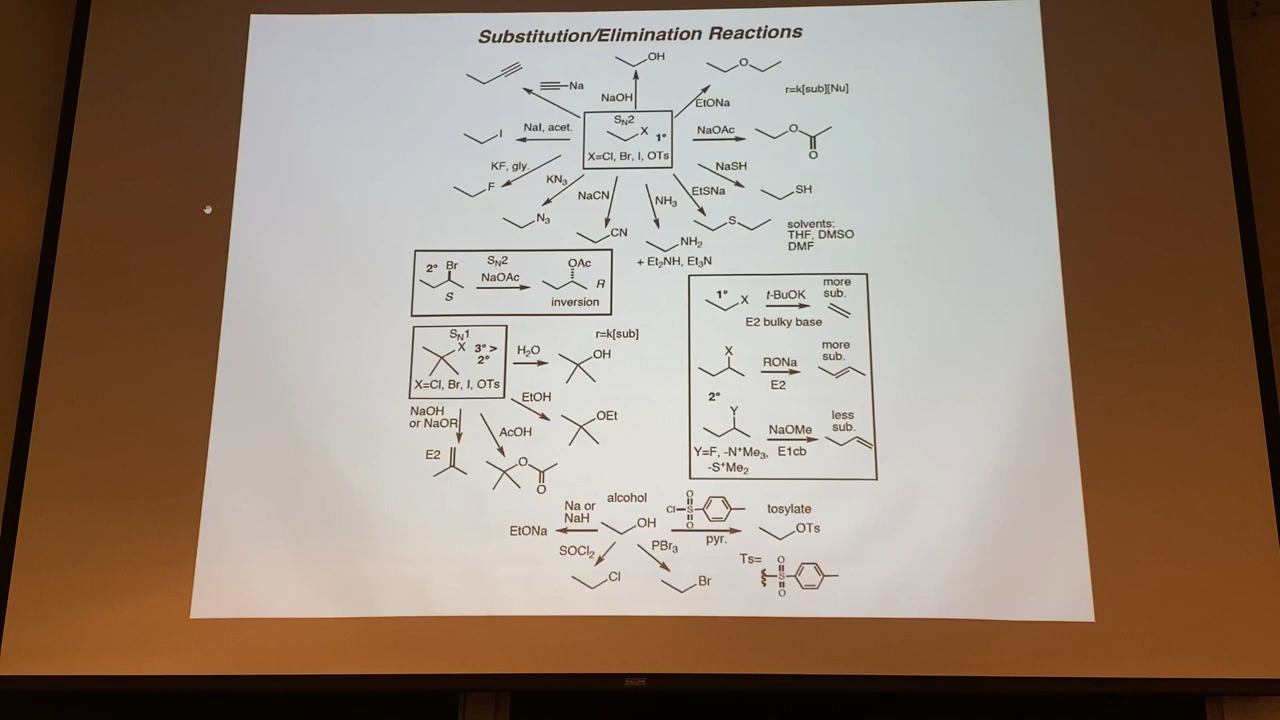 Substitution/Elimination Reactions
OH
O
Na
NaOH
EtONa
r=k[sub][Nu]
SN2
X
1°
X=Cl, Br, I, OTs
NaI, acet.
I
NaOAc
O
O
KF, gly.
F
KN3
N3
NaCN
CN
NH3
NH2
+ Et2NH, Et3N
EtSNa
S
NaSH
SH
solvents:
THF, DMSO
DMF
2° Br
S
SN2
NaOAc
OAc
R
inversion
SN1
X 3° >
2°
X=Cl, Br, I, OTs
r=k[sub]
H2O
OH
EtOH
OEt
NaOH
or NaOR
E2
AcOH
O
O
1°
X
t-BuOK
more
sub.
E2 bulky base
X
RONa
E2
more
sub.
2°
Y
NaOMe
E1cb
less
sub.
Y=F, -N+Me3,
-S+Me2
alcohol
OH
Na or
NaH
EtONa
SOCl2
Cl
PBr3
Br
O
Cl-S
O
pyr.
tosylate
OTs
Ts=
O
S
O